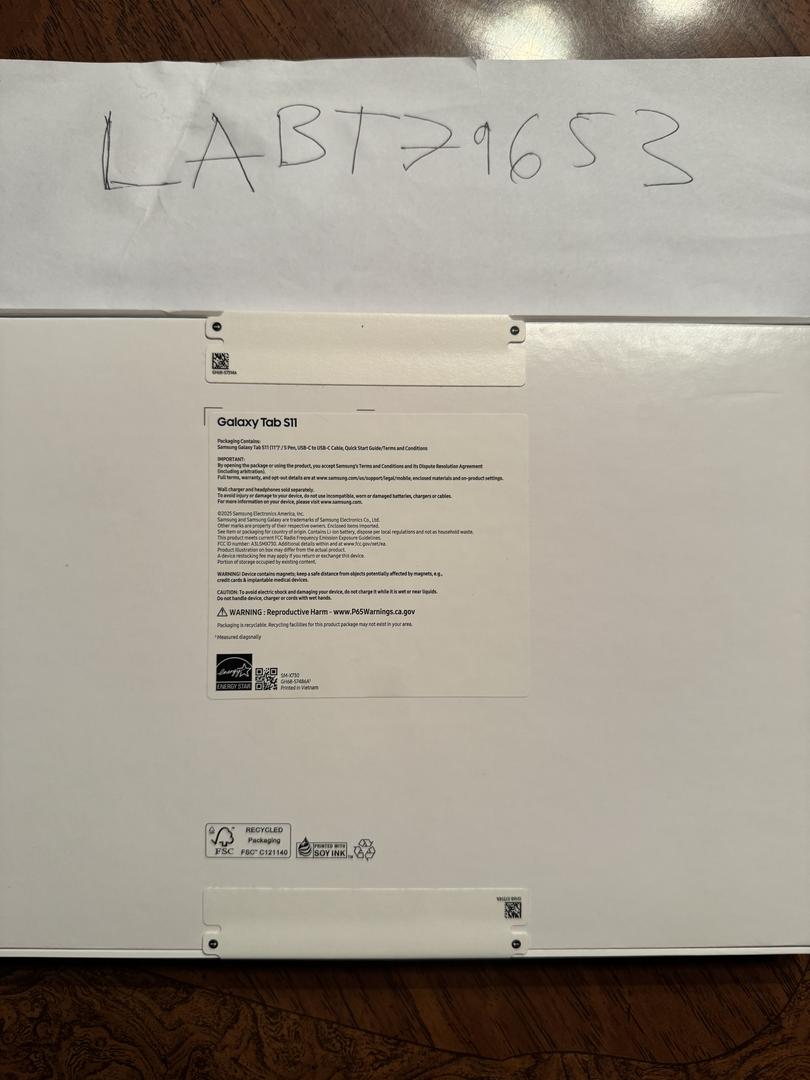 LABT79653
GH68-57314A
Galaxy Tab S11
Packaging Contains:
Samsung Galaxy Tab S11 (11")¹ / S Pen, USB-C to USB-C Cable, Quick Start Guide/Terms and Conditions
IMPORTANT:
By opening the package or using the product, you accept Samsung's Terms and Conditions and its Dispute Resolution Agreement
(including arbitration).
Full terms, warranty, and opt-out details are at www.samsung.com/us/support/legal/mobile, enclosed materials and on-product settings.
Wall charger and headphones sold separately.
To avoid injury or damage to your device, do not use incompatible, worn or damaged batteries, chargers or cables.
For more information on your device, please visit www.samsung.com.
©2025 Samsung Electronics America, Inc.
Samsung and Samsung Galaxy are trademarks of Samsung Electronics Co., Ltd.
Other marks are property of their respective owners. Enclosed items imported.
See item or packaging for country of origin. Contains Li-ion battery, dispose per local regulations and not as household waste.
This product meets current FCC Radio Frequency Emission Exposure Guidelines.
FCC ID number: A3LSMX730. Additional details within and at www.fcc.gov/net/ea.
Product illustration on box may differ from the actual product.
A device restocking fee may apply if you return or exchange this device.
Portion of storage occupied by existing content.
WARNING! Device contains magnets; keep a safe distance from objects potentially affected by magnets, e.g.,
credit cards & implantable medical devices.
CAUTION: To avoid electric shock and damaging your device, do not charge it while it is wet or near liquids.
Do not handle device, charger or cords with wet hands.
WARNING : Reproductive Harm - www.P65Warnings.ca.gov
Packaging is recyclable. Recycling facilities for this product package may not exist in your area.
¹Measured diagonally
energy
ENERGY STAR
SM-X730
GH68-57486A
Printed in Vietnam
RECYCLED
Packaging
FSC
FSC™ C121140
PRINTED WITH
SOY INK™